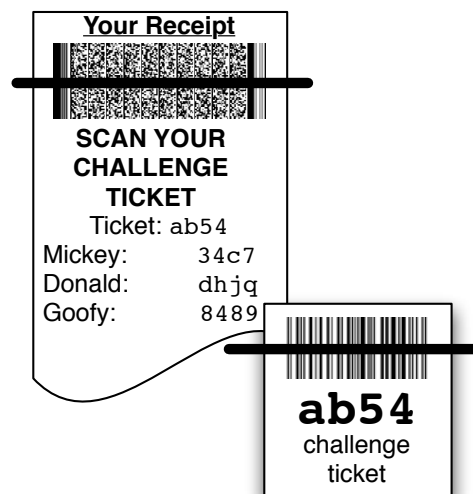 Your Receipt
SCAN YOUR
CHALLENGE
TICKET
Ticket: ab54
Mickey: 34c7
Donald: dhjq
Goofy: 8489
ab54
challenge
ticket